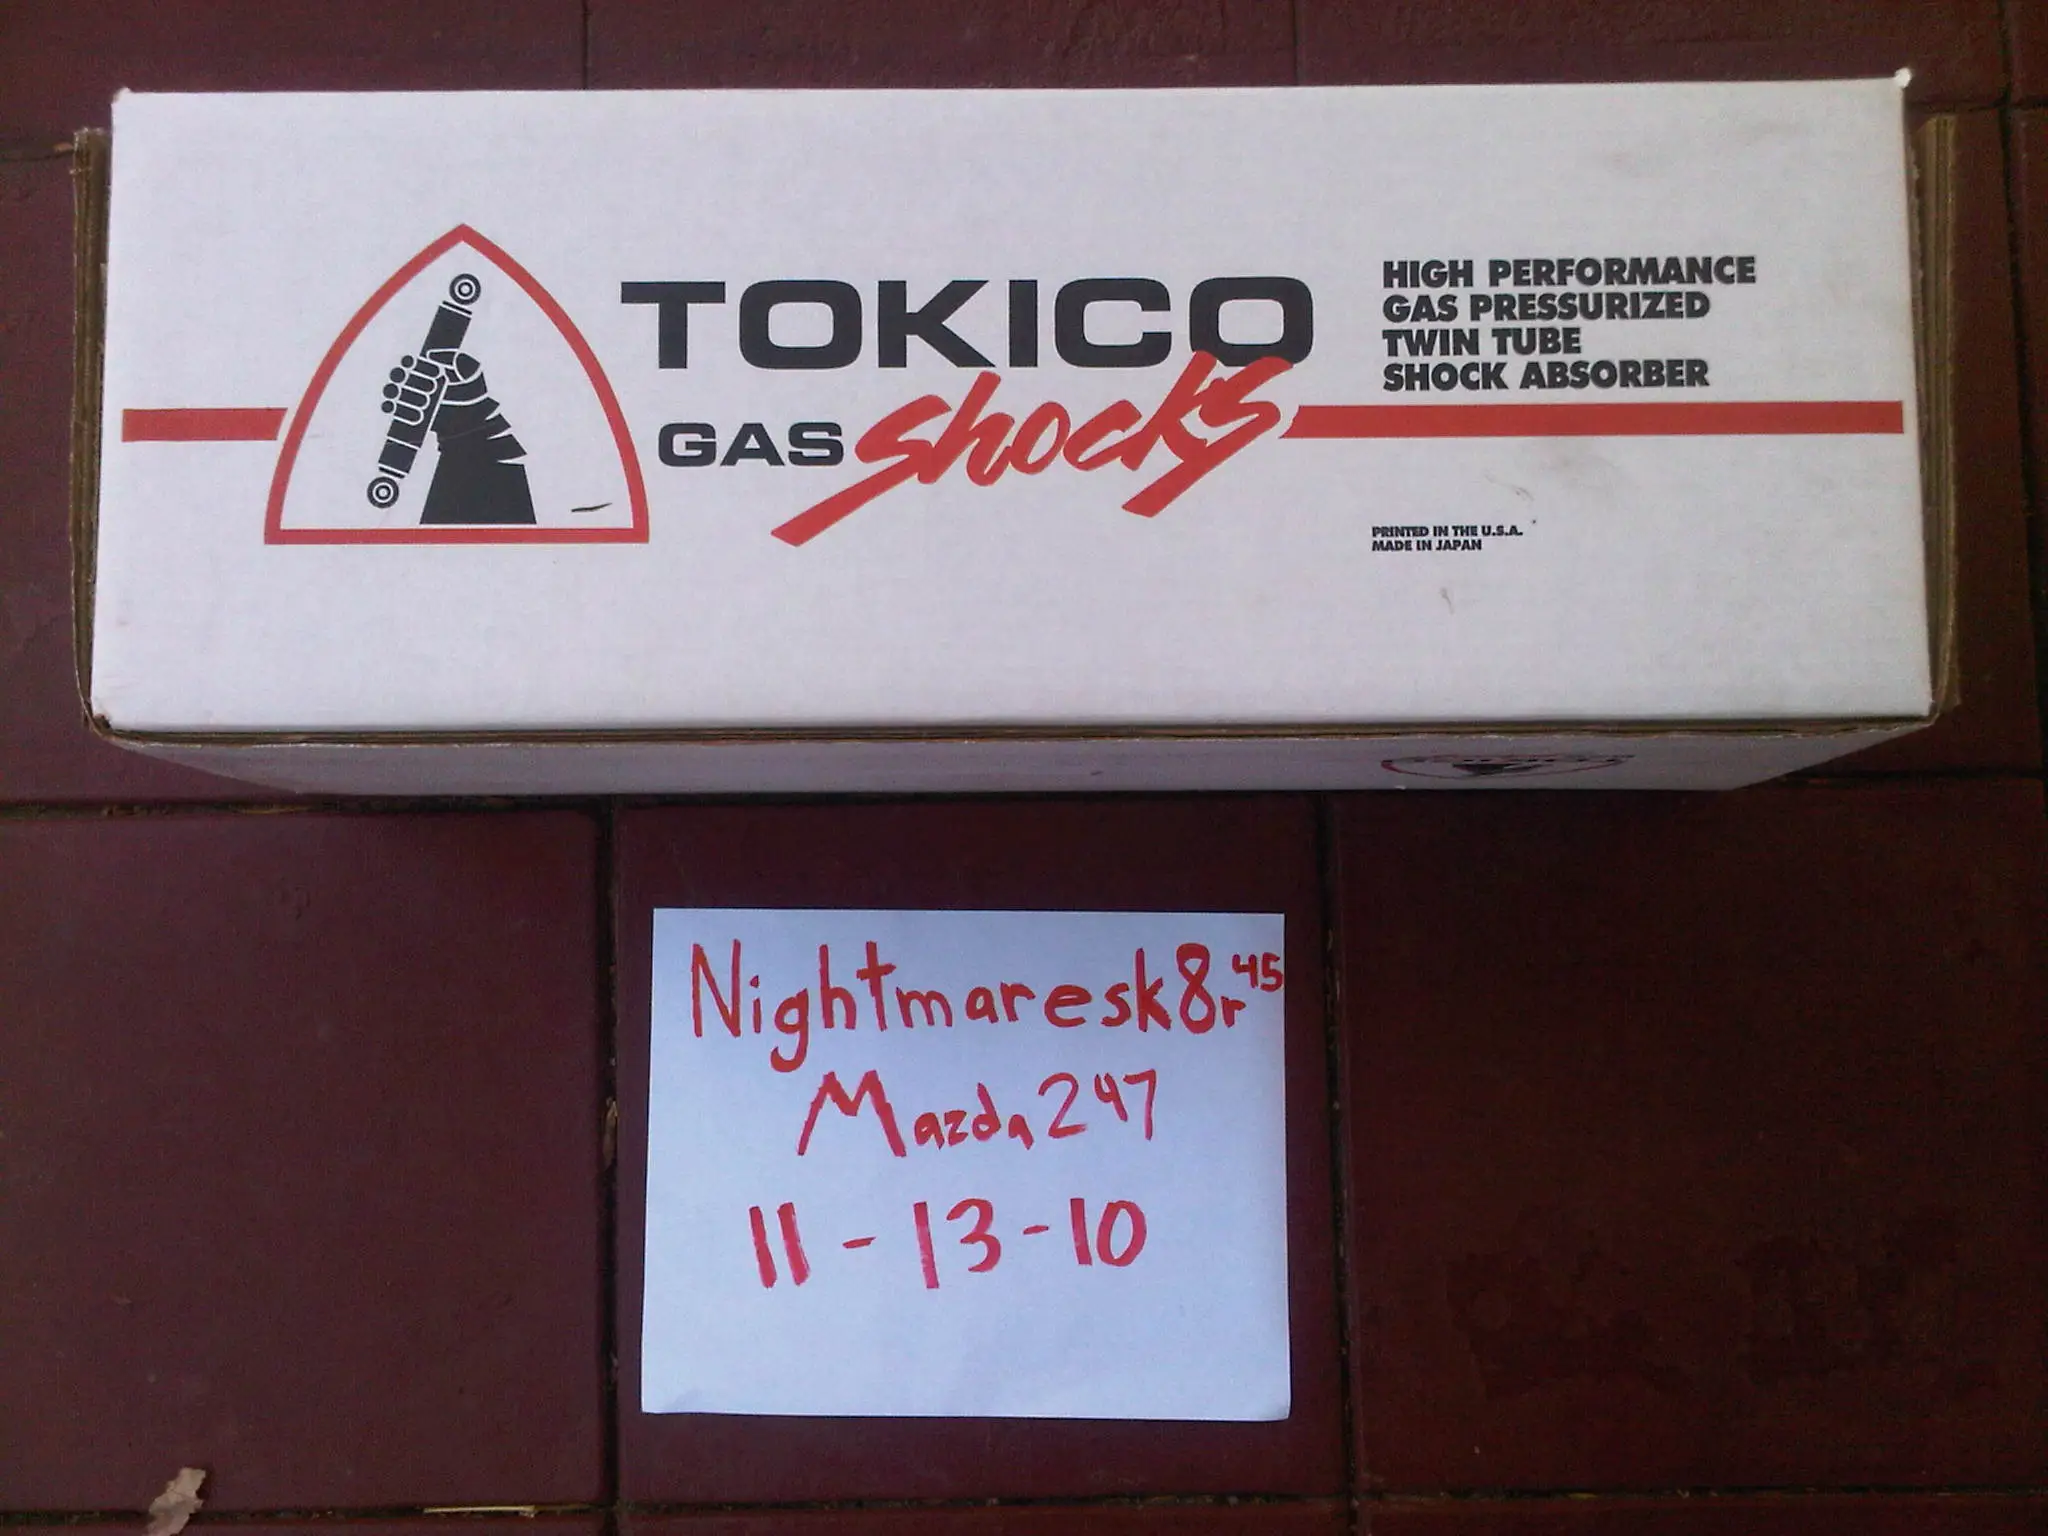 TOKICO
GAS shocks
HIGH PERFORMANCE
GAS PRESSURIZED
TWIN TUBE
SHOCK ABSORBER
PRINTED IN THE U.S.A.
MADE IN JAPAN
Nightmaresk8r45
Mazda247
11-13-10